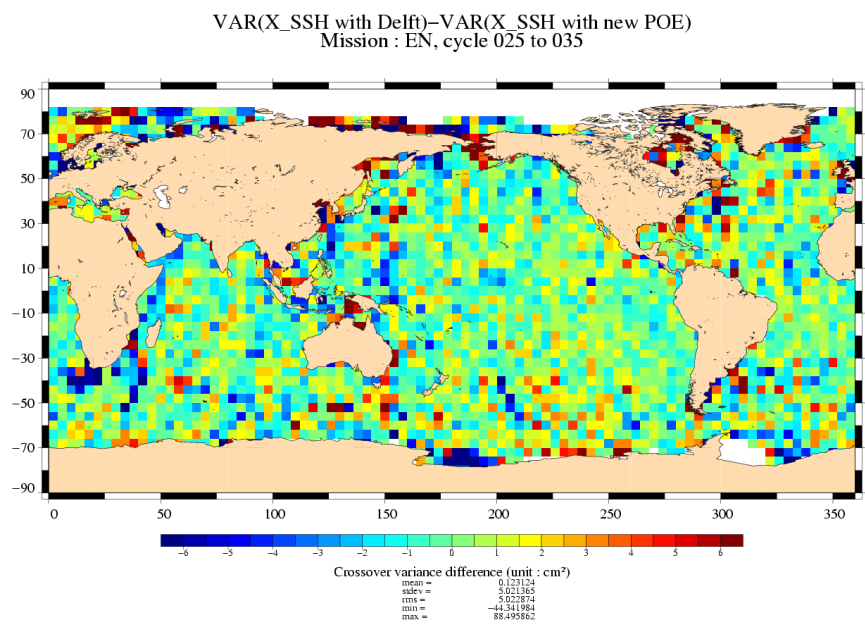 VAR(X_SSH with Delft)−VAR(X_SSH with new POE)
Mission : EN, cycle 025 to 035
90
70
50
30
10
−10
−30
−50
−70
−90
0 50 100 150 200 250 300 350
−6 −5 −4 −3 −2 −1 0 1 2 3 4 5 6
Crossover variance difference (unit : cm²)
mean = 0.123124
stdev = 5.021365
rms = 5.022874
min = −44.341984
max = 88.495862